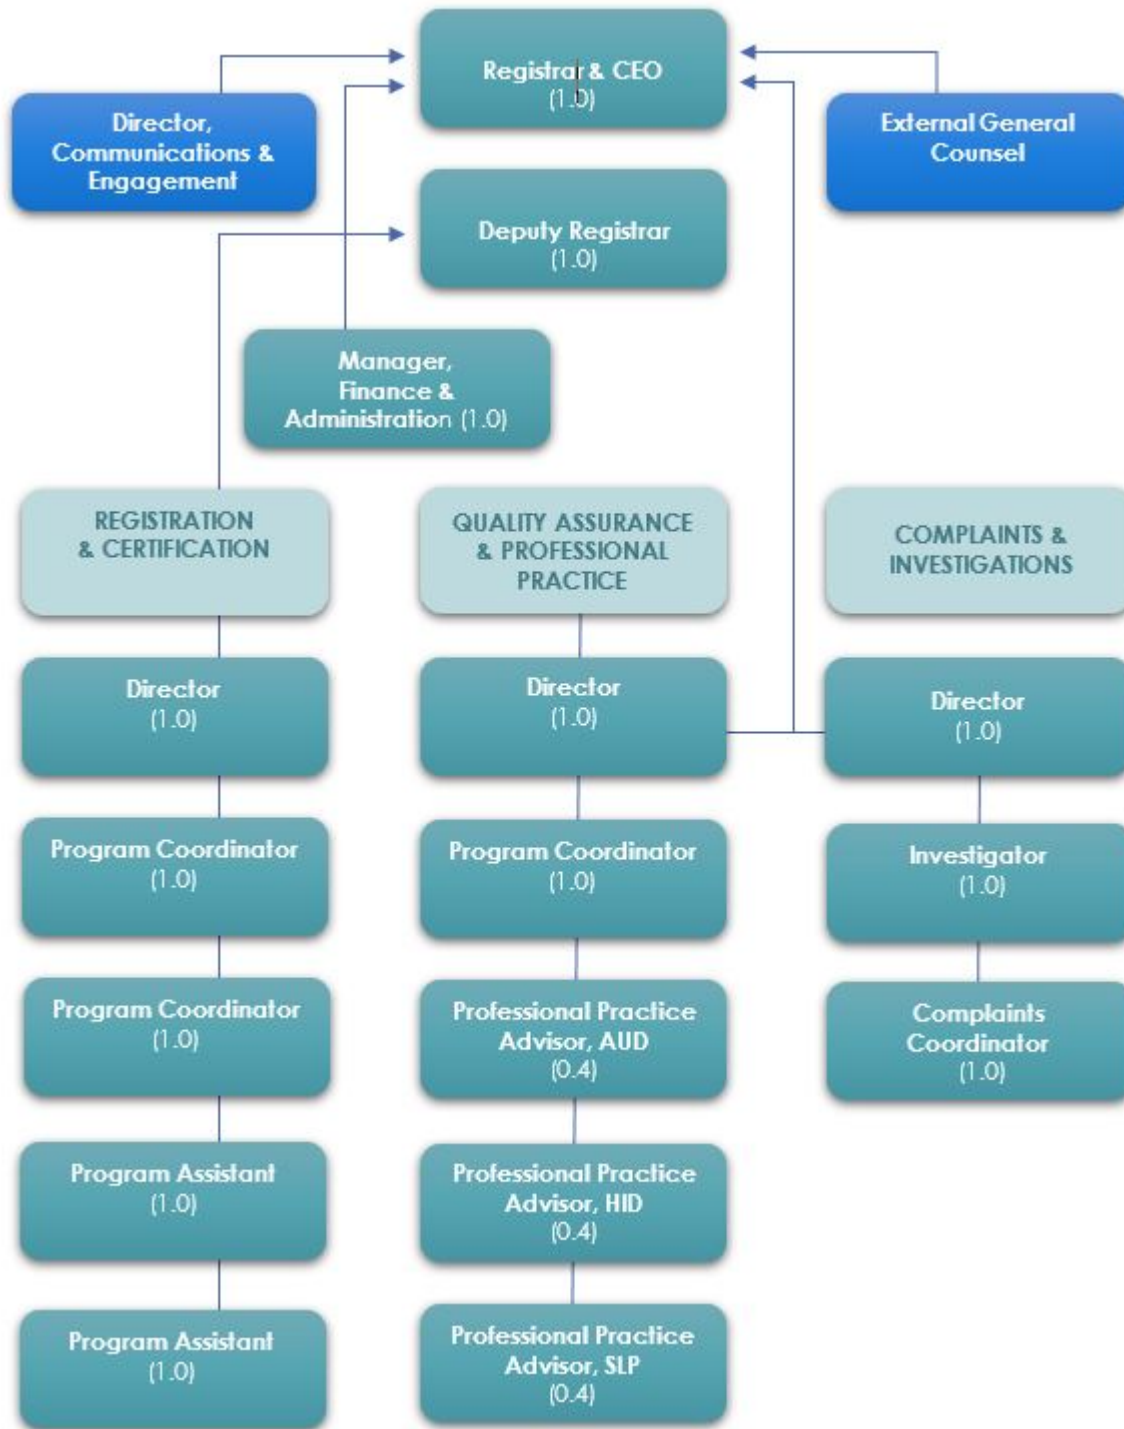 Registrar & CEO
(1.0)
Director,
Communications &
Engagement
External General
Counsel
Deputy Registrar
(1.0)
Manager,
Finance &
Administration (1.0)
REGISTRATION
& CERTIFICATION
Director
(1.0)
Program Coordinator
(1.0)
Program Coordinator
(1.0)
Program Assistant
(1.0)
Program Assistant
(1.0)
QUALITY ASSURANCE
& PROFESSIONAL
PRACTICE
Director
(1.0)
Program Coordinator
(1.0)
Professional Practice
Advisor, AUD
(0.4)
Professional Practice
Advisor, HID
(0.4)
Professional Practice
Advisor, SLP
(0.4)
COMPLAINTS &
INVESTIGATIONS
Director
(1.0)
Investigator
(1.0)
Complaints
Coordinator
(1.0)